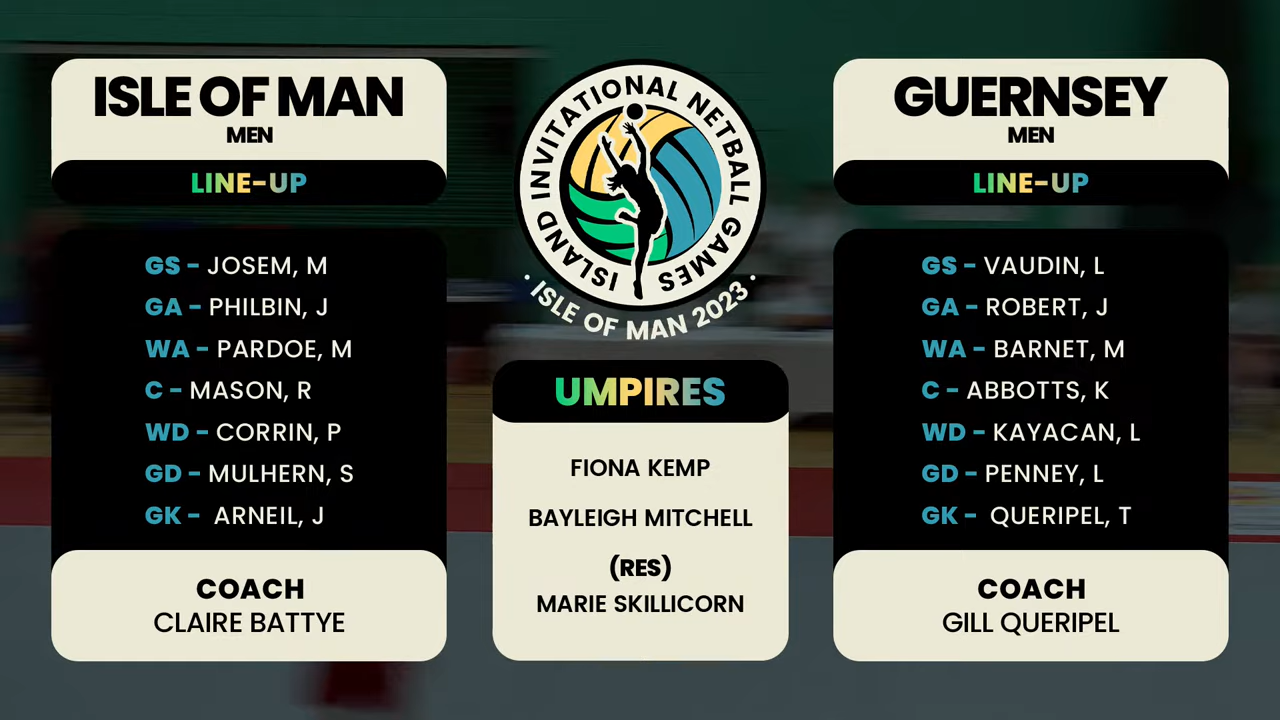 ISLE OF MAN
MEN
LINE-UP
GS - JOSEM, M
GA - PHILBIN, J
WA - PARDOE, M
C - MASON, R
WD - CORRIN, P
GD - MULHERN, S
GK - ARNEIL, J
COACH
CLAIRE BATTYE
ISLAND INVITATIONAL NETBALL GAMES
· ISLE OF MAN 2023 ·
UMPIRES
FIONA KEMP
BAYLEIGH MITCHELL
(RES)
MARIE SKILLICORN
GUERNSEY
MEN
LINE-UP
GS - VAUDIN, L
GA - ROBERT, J
WA - BARNET, M
C - ABBOTTS, K
WD - KAYACAN, L
GD - PENNEY, L
GK - QUERIPEL, T
COACH
GILL QUERIPEL